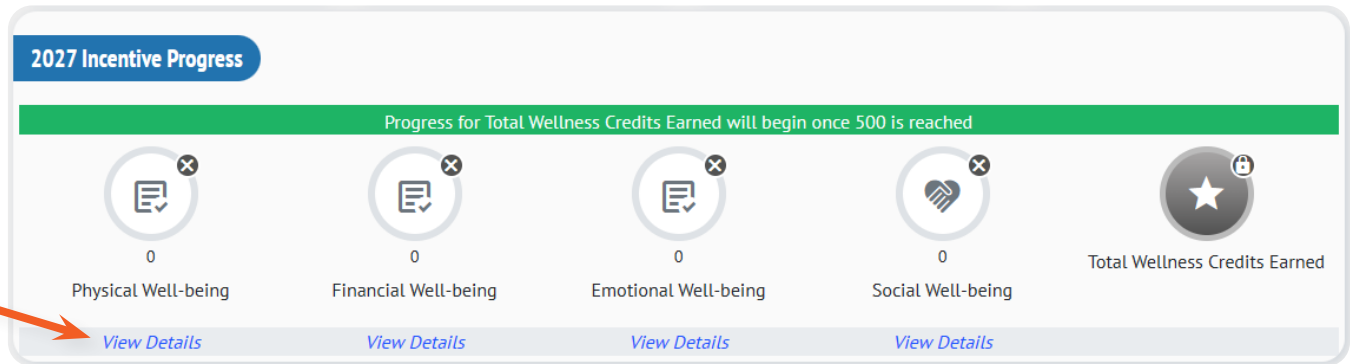 2027 Incentive Progress
Progress for Total Wellness Credits Earned will begin once 500 is reached
0
0
0
0
Total Wellness Credits Earned
Physical Well-being
Financial Well-being
Emotional Well-being
Social Well-being
View Details
View Details
View Details
View Details